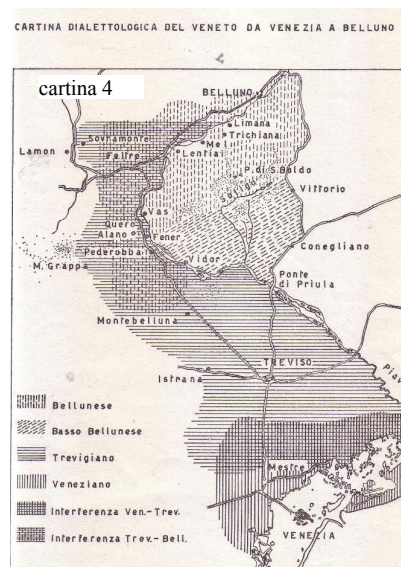 CARTINA DIALETTOLOGICA DEL VENETO DA VENEZIA A BELLUNO
cartina 4
BELLUNO
Limana
Trichiana
Sovramonte
Mel
Lamon
Feltre
Lentiai
P. di S. Boldo
Soligo
Vittorio
Vas
Quero
Alano
Fener
Conegliano
Pederobba
Vidor
M. Grappa
Ponte
di Priula
Montebelluna
TREVISO
Istrana
Piav
Bellunese
Basso Bellunese
Trevigiano
Veneziano
Mestre
Interferenza Ven.-Trev.
VENEZIA
Interferenza Trev.-Bell.